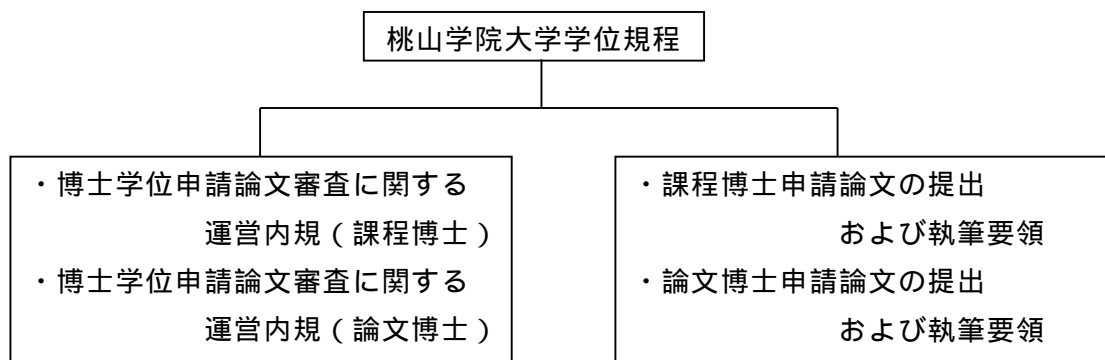 桃山学院大学学位規程
・博士学位申請論文審査に関する
運営内規（課程博士）
・博士学位申請論文審査に関する
運営内規（論文博士）
・課程博士申請論文の提出
および執筆要領
・論文博士申請論文の提出
および執筆要領